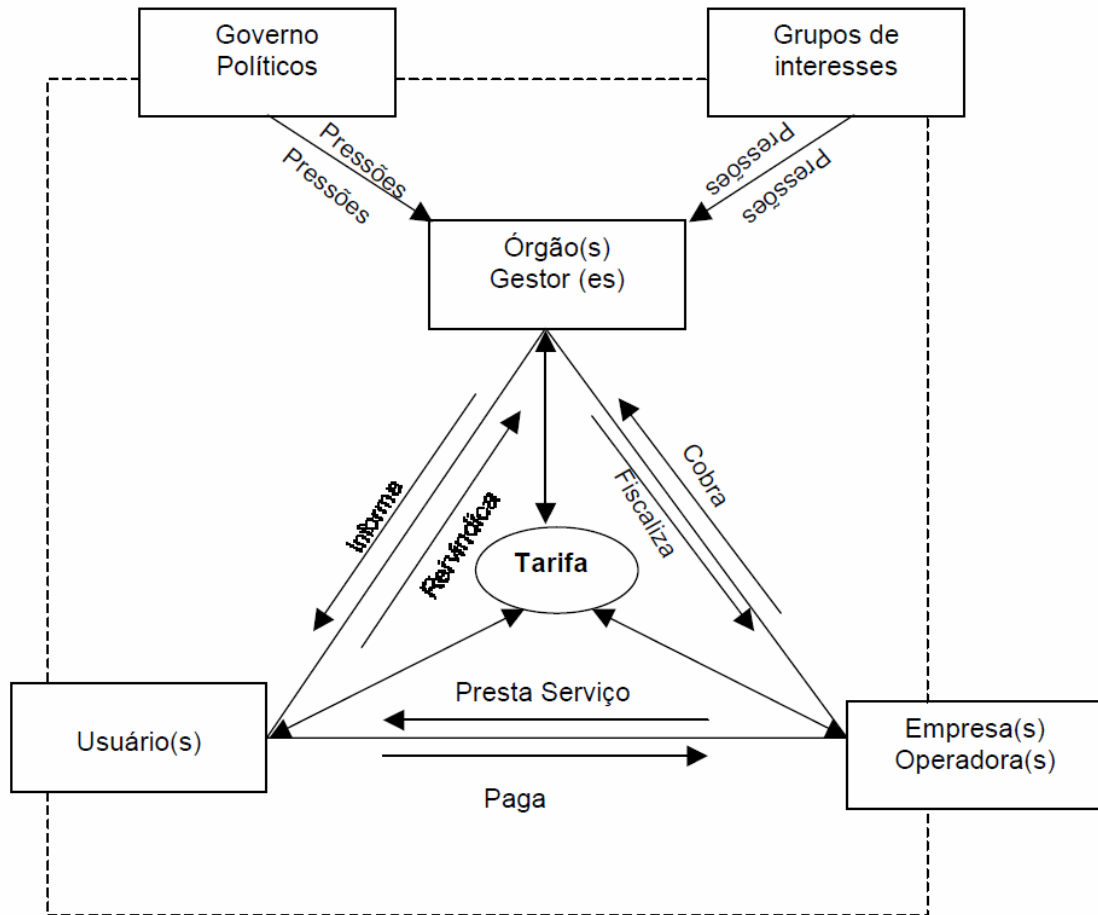 Governo
Políticos
Grupos de
interesses
Pressões
Pressões
Pressões
Pressões
Órgão(s)
Gestor (es)
Informa
Reivindica
Fiscaliza
Cobra
Tarifa
Presta Serviço
Usuário(s)
Empresa(s)
Operadora(s)
Paga